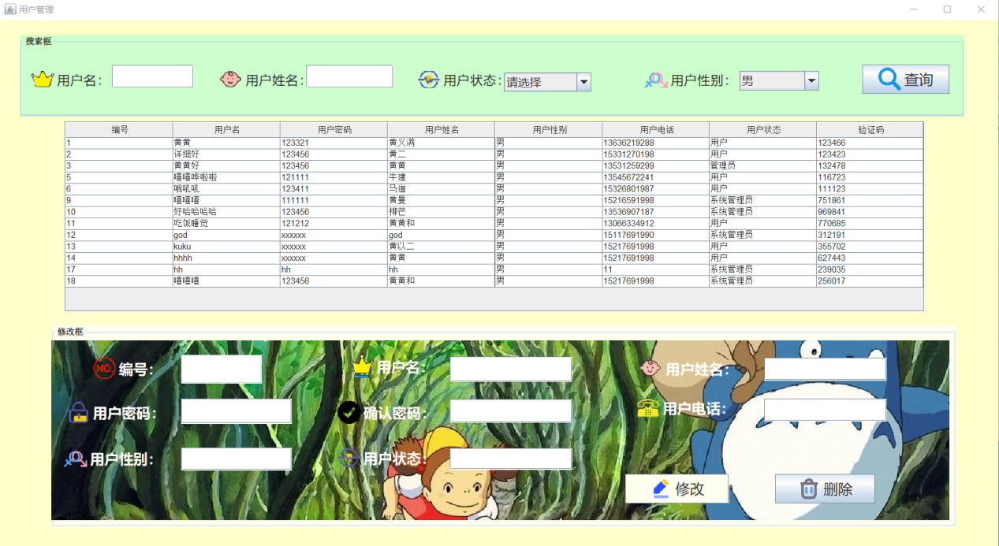 用户管理
搜索框
用户名： 用户姓名： 用户状态： 请选择 用户性别： 男 查询
编号 用户名 用户密码 用户姓名 用户性别 用户电话 用户状态 验证码
1 黄黄 123321 黄义满 男 13636219288 用户 123466
2 详细好 123456 黄二 男 15331270198 用户 123423
3 黄黄好 123456 黄黄 男 13531259299 管理员 132478
5 嘻嘻哗啦啦 121111 牛建 男 13545672241 用户 116723
6 哦吼吼 123411 马道 男 15326801987 用户 111123
9 嘻嘻嘻 111111 黄曼 男 15216591998 系统管理员 751861
10 好哈哈哈哈 123456 柳芒 男 13536907187 系统管理员 969841
11 吃饭睡觉 121212 黄黄和 男 13066334912 用户 770685
12 god xxxxxx god 男 15117691990 系统管理员 312191
13 kuku xxxxxx 黄以二 男 15217691998 用户 355702
14 hhhh xxxxxx 黄黄 男 15217691998 用户 627443
17 hh hh hh 男 11 系统管理员 239035
18 嘻嘻嘻 123456 黄黄和 男 15217691998 系统管理员 256017
修改框
NO. 编号： 用户名： 用户姓名：
用户密码： 确认密码： 用户电话：
用户性别： 用户状态：
修改 删除